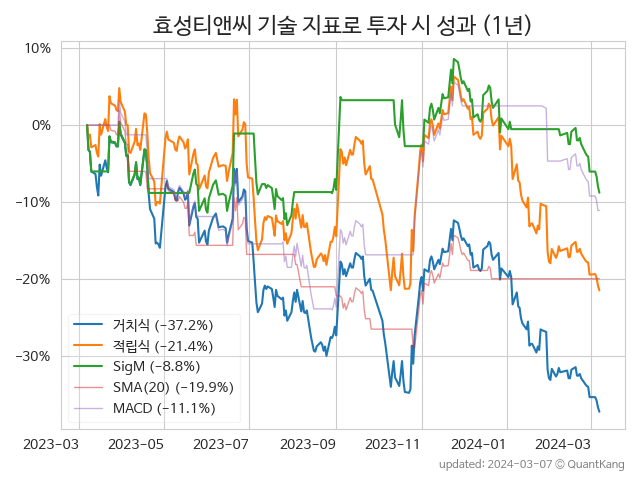 효성티앤씨 기술 지표로 투자 시 성과 (1년)
10%
0%
−10%
−20%
−30%
거치식 (−37.2%)
적립식 (−21.4%)
SigM (−8.8%)
SMA(20) (−19.9%)
MACD (−11.1%)
2023−03 2023−05 2023−07 2023−09 2023−11 2024−01 2024−03
updated: 2024−03−07 © QuantKang